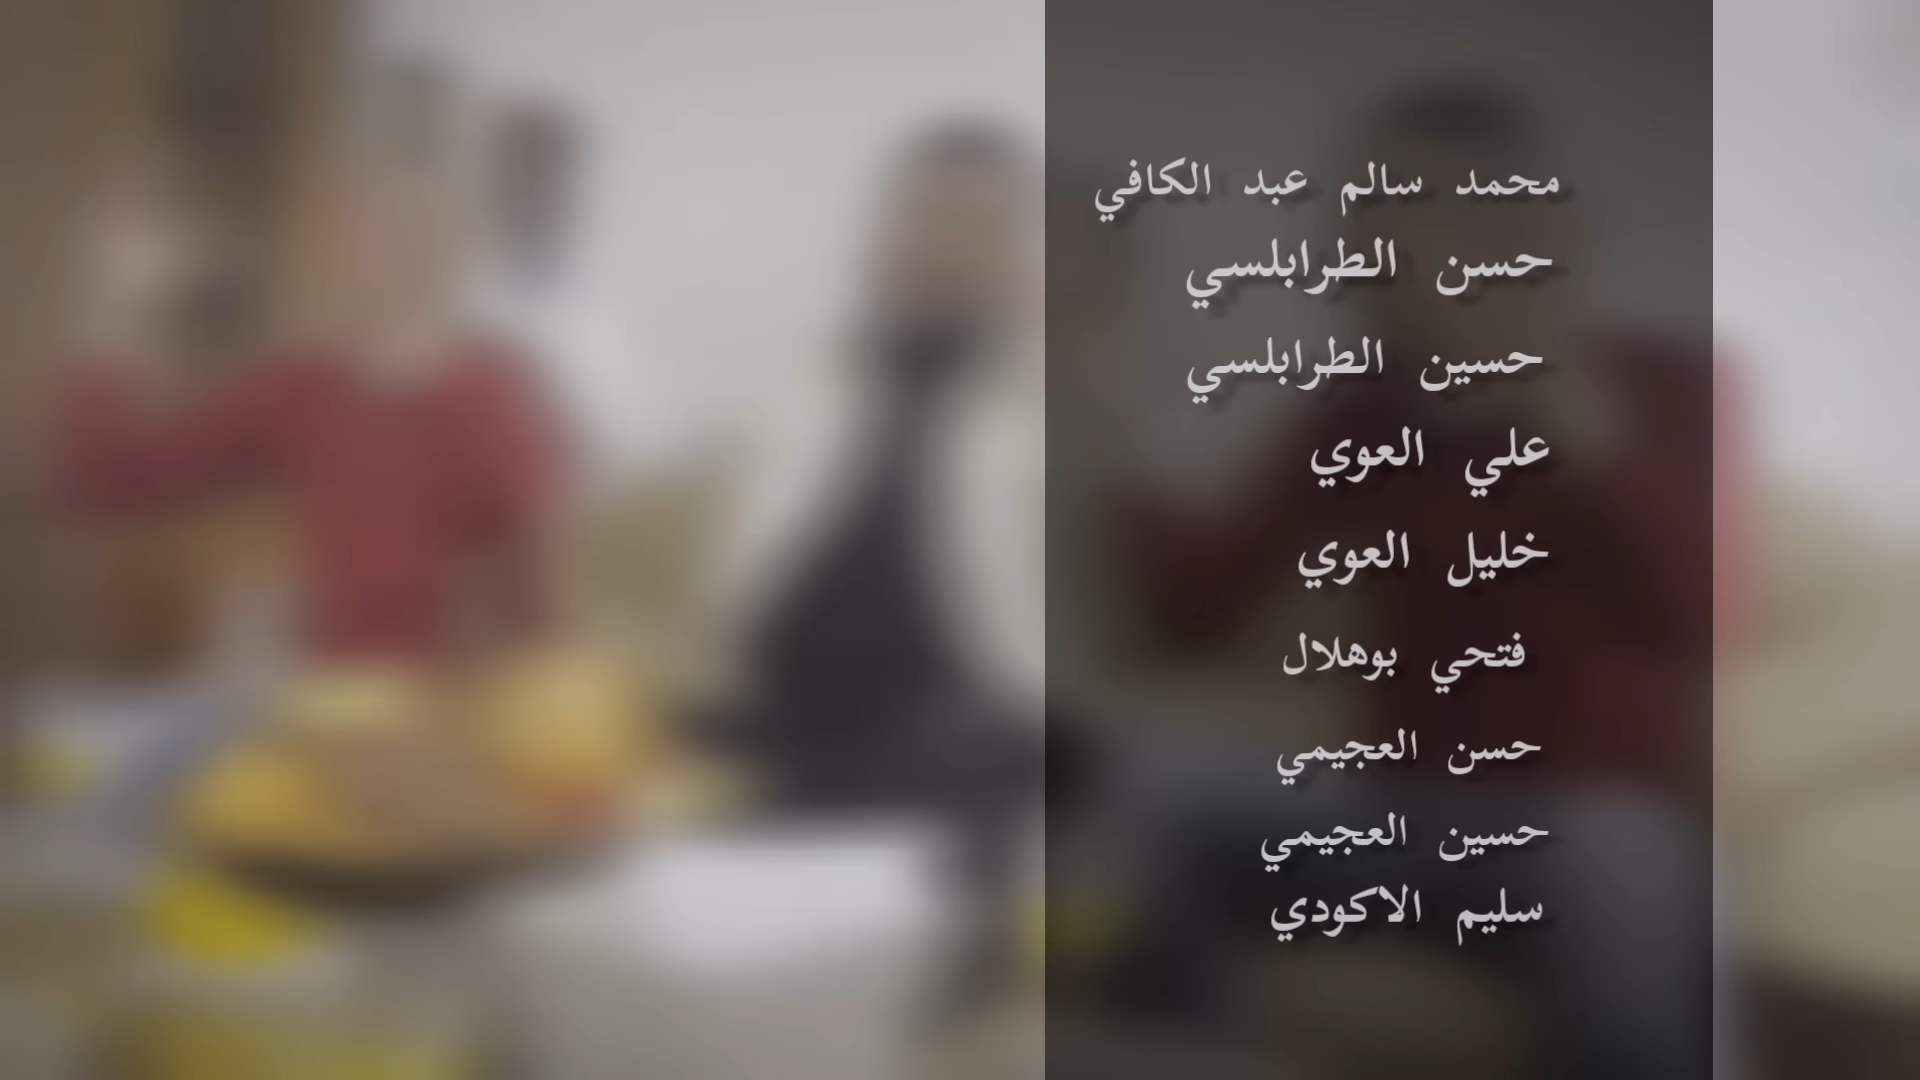 محمد سالم عبد الكافي
حسن الطرابلسي
حسين الطرابلسي
علي العوي
خليل العوي
فتحي بوهلال
حسن العجيمي
حسين العجيمي
سليم الاكودي